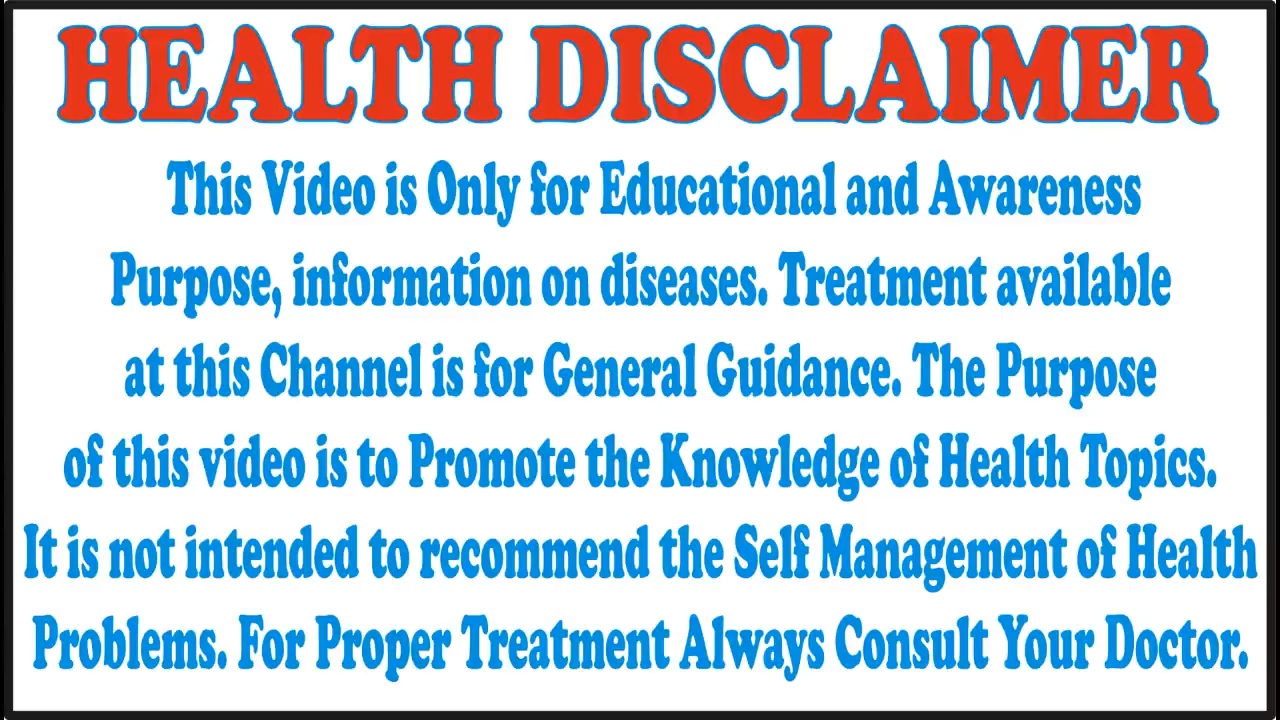 HEALTH DISCLAIMER
This Video is Only for Educational and Awareness
Purpose, information on diseases. Treatment available
at this Channel is for General Guidance. The Purpose
of this video is to Promote the Knowledge of Health Topics.
It is not intended to recommend the Self Management of Health
Problems. For Proper Treatment Always Consult Your Doctor.